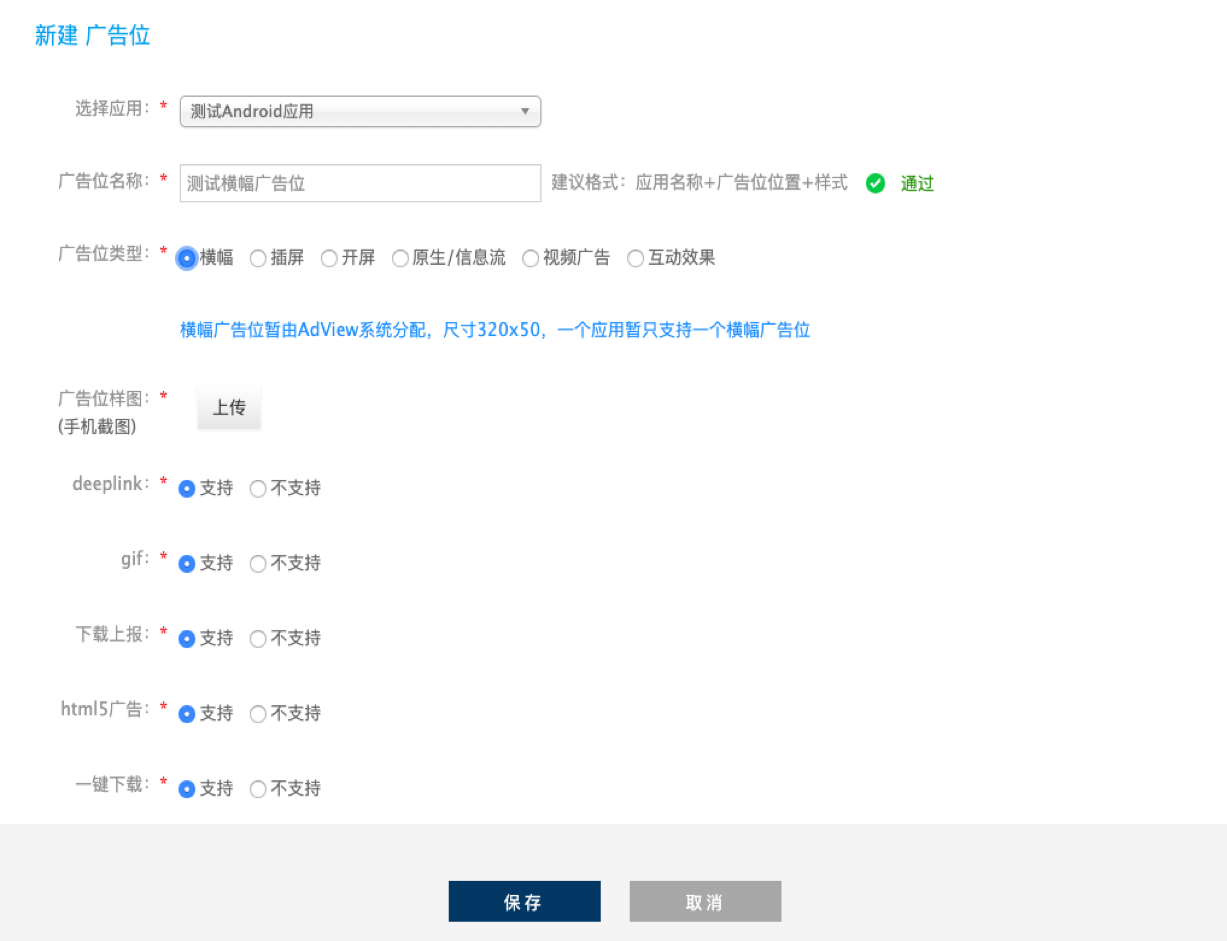 新建 广告位
选择应用：* 测试Android应用
广告位名称：* 测试横幅广告位 建议格式：应用名称+广告位位置+样式 通过
广告位类型：* 横幅 插屏 开屏 原生/信息流 视频广告 互动效果
横幅广告位暂由AdView系统分配，尺寸320x50，一个应用暂只支持一个横幅广告位
广告位样图：* 上传
(手机截图)
deeplink：* 支持 不支持
gif：* 支持 不支持
下载上报：* 支持 不支持
html5广告：* 支持 不支持
一键下载：* 支持 不支持
保存 取消